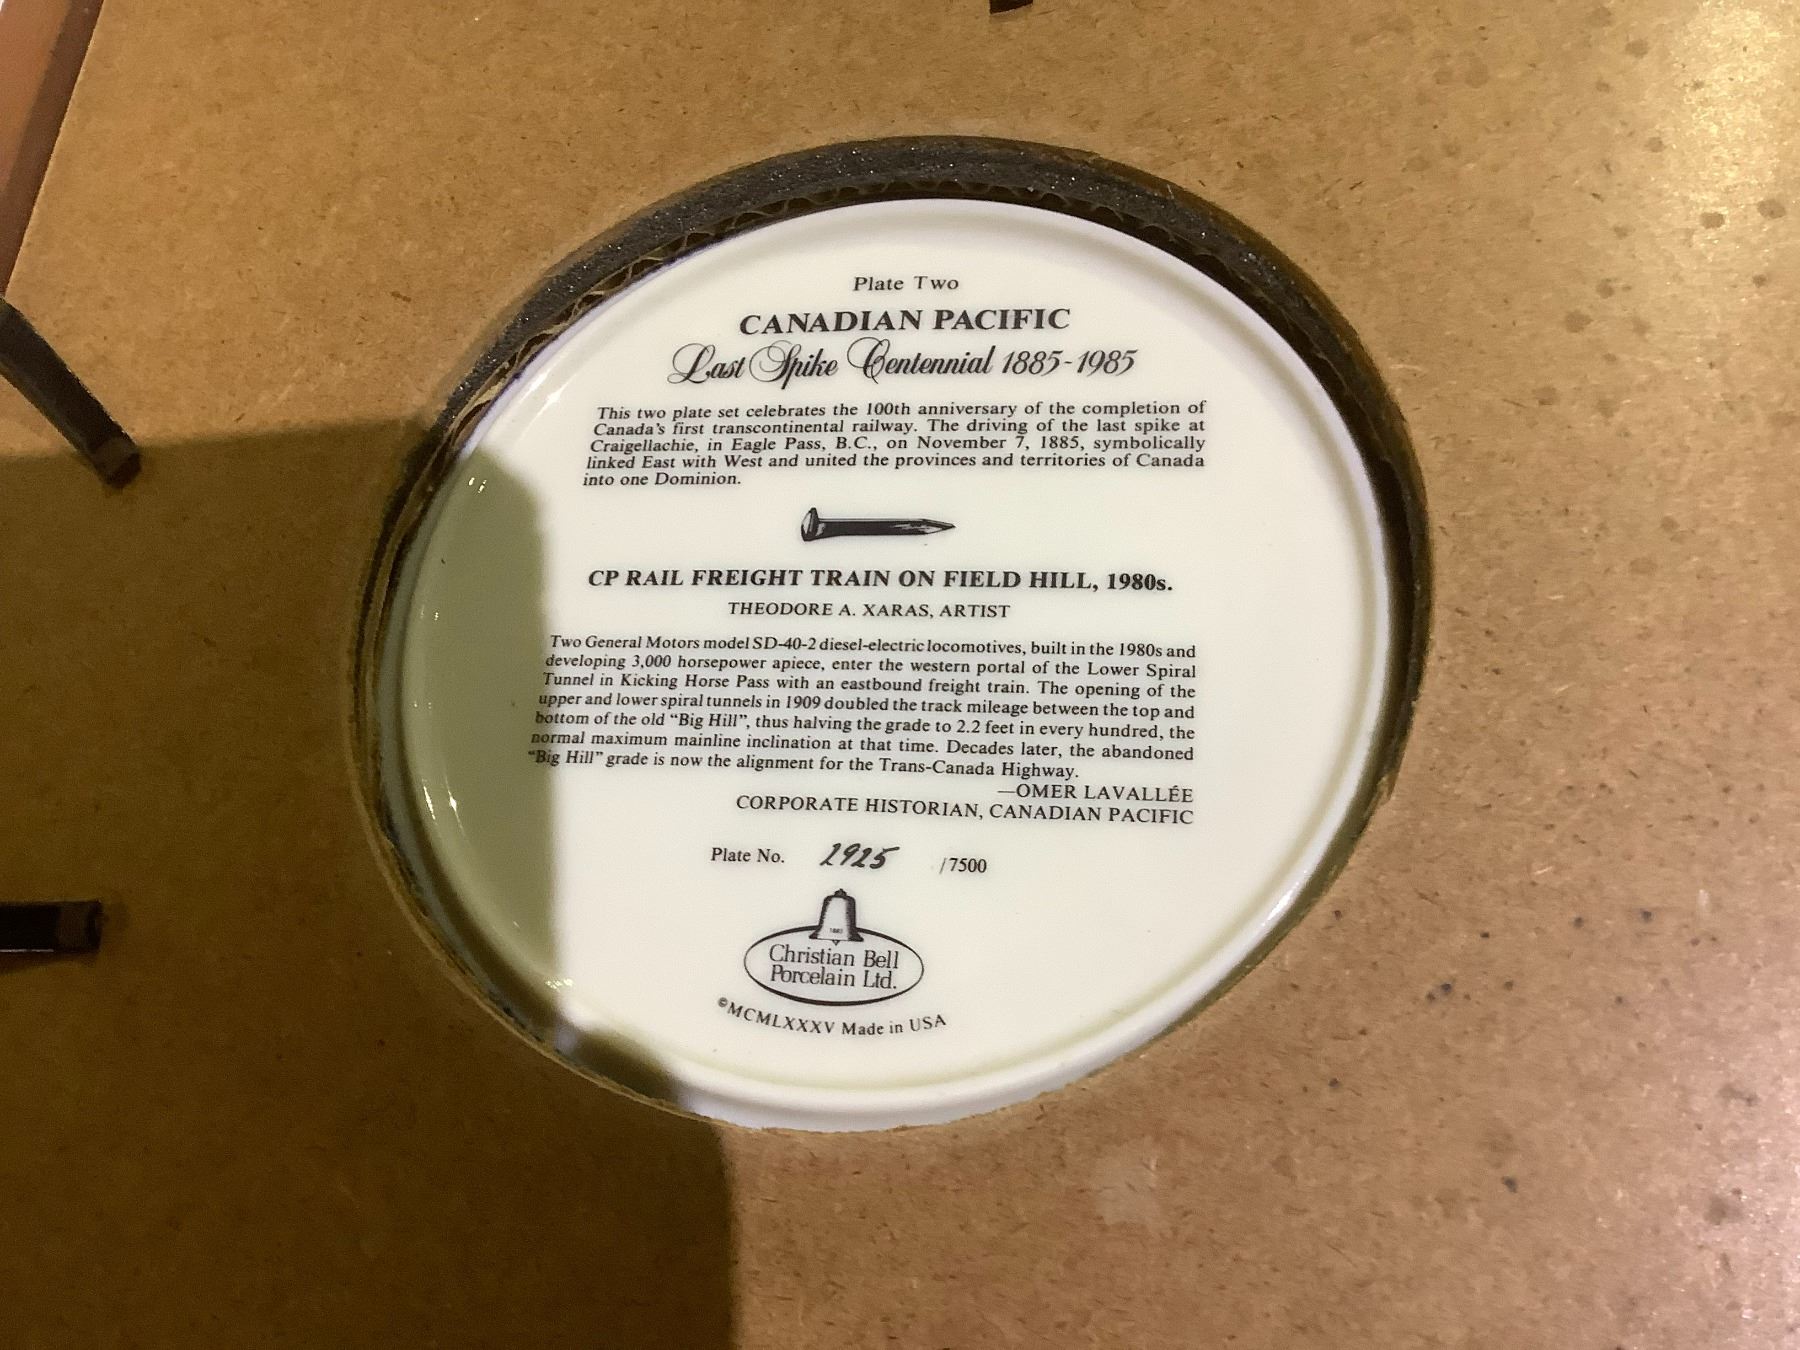 Plate Two
CANADIAN PACIFIC
Last Spike Centennial 1885-1985
This two plate set celebrates the 100th anniversary of the completion of
Canada's first transcontinental railway. The driving of the last spike at
Craigellachie, in Eagle Pass, B.C., on November 7, 1885, symbolically
linked East with West and united the provinces and territories of Canada
into one Dominion.
CP RAIL FREIGHT TRAIN ON FIELD HILL, 1980s.
THEODORE A. XARAS, ARTIST
Two General Motors model SD-40-2 diesel-electric locomotives, built in the 1980s and
developing 3,000 horsepower apiece, enter the western portal of the Lower Spiral
Tunnel in Kicking Horse Pass with an eastbound freight train. The opening of the
upper and lower spiral tunnels in 1909 doubled the track mileage between the top and
bottom of the old “Big Hill”, thus halving the grade to 2.2 feet in every hundred, the
normal maximum mainline inclination at that time. Decades later, the abandoned
“Big Hill” grade is now the alignment for the Trans-Canada Highway.
—OMER LAVALLÉE
CORPORATE HISTORIAN, CANADIAN PACIFIC
Plate No. 2925 /7500
Christian Bell
Porcelain Ltd.
©MCMLXXXV Made in USA